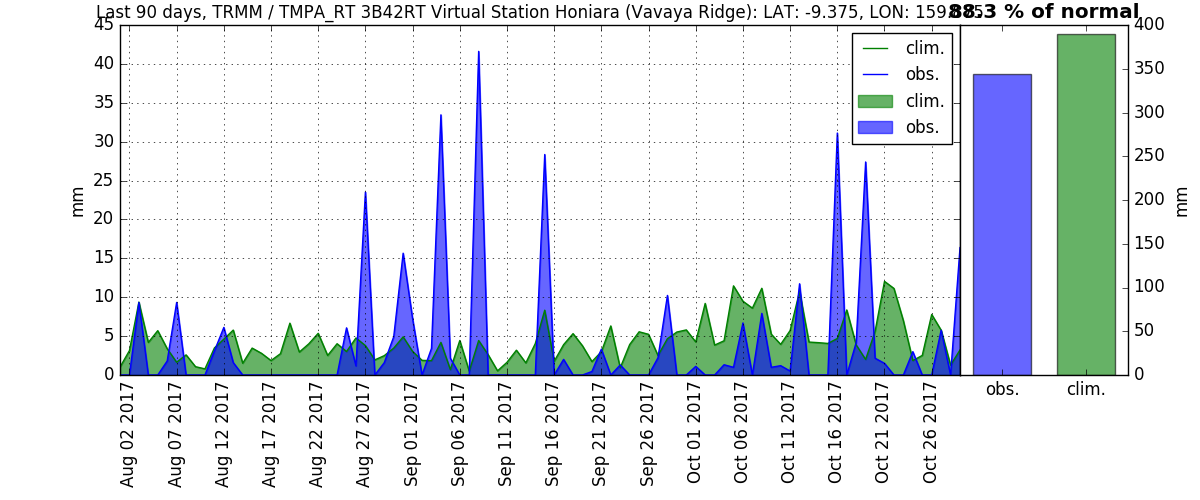 Last 90 days, TRMM / TMPA_RT 3B42RT Virtual Station Honiara (Vavaya Ridge): LAT: -9.375, LON:
88.3 % of normal
45
40
35
30
25
20
15
10
5
0
mm
clim.
obs.
clim.
obs.
400
350
300
250
200
150
100
50
0
mm
Aug 02 2017
Aug 07 2017
Aug 12 2017
Aug 17 2017
Aug 22 2017
Aug 27 2017
Sep 01 2017
Sep 06 2017
Sep 11 2017
Sep 16 2017
Sep 21 2017
Sep 26 2017
Oct 01 2017
Oct 06 2017
Oct 11 2017
Oct 16 2017
Oct 21 2017
Oct 26 2017
obs.
clim.